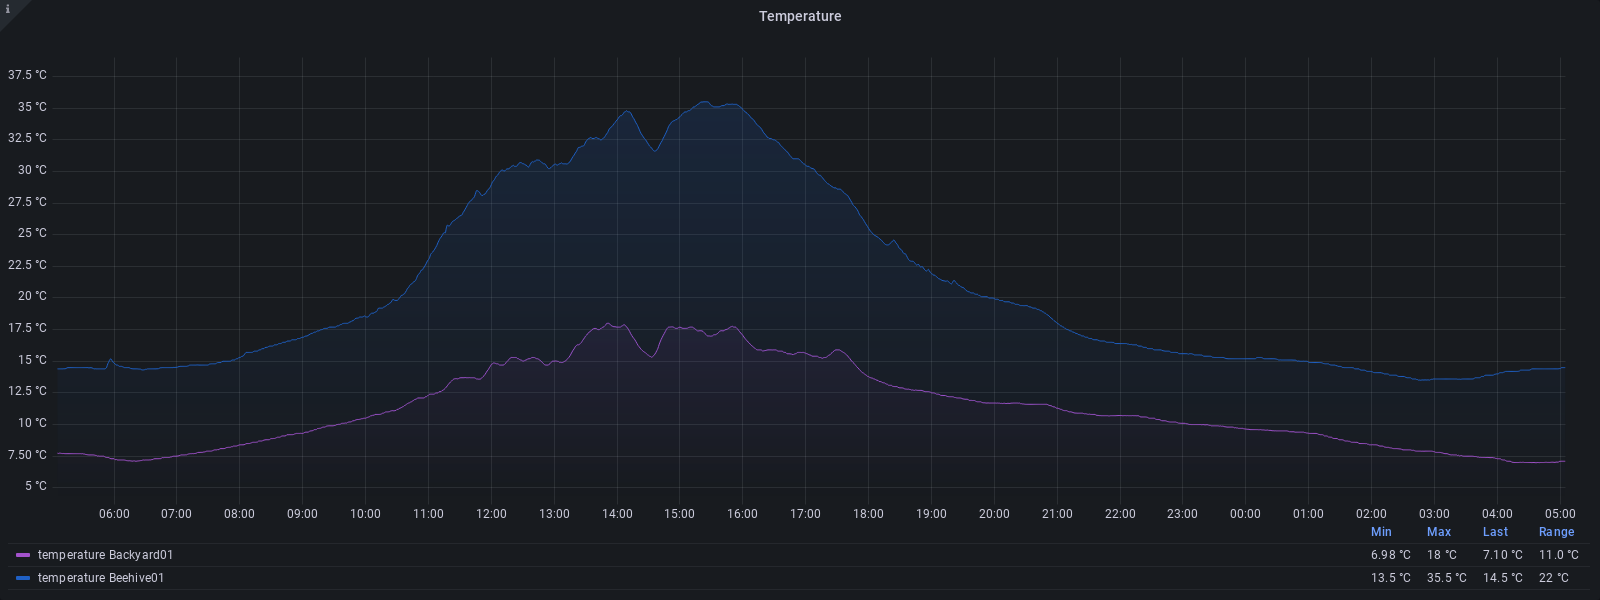 i
Temperature
37.5 °C
35 °C
32.5 °C
30 °C
27.5 °C
25 °C
22.5 °C
20 °C
17.5 °C
15 °C
12.5 °C
10 °C
7.50 °C
5 °C
06:00 07:00 08:00 09:00 10:00 11:00 12:00 13:00 14:00 15:00 16:00 17:00 18:00 19:00 20:00 21:00 22:00 23:00 00:00 01:00 02:00 03:00 04:00 05:00
Min Max Last Range
temperature Backyard01 6.98 °C 18 °C 7.10 °C 11.0 °C
temperature Beehive01 13.5 °C 35.5 °C 14.5 °C 22 °C